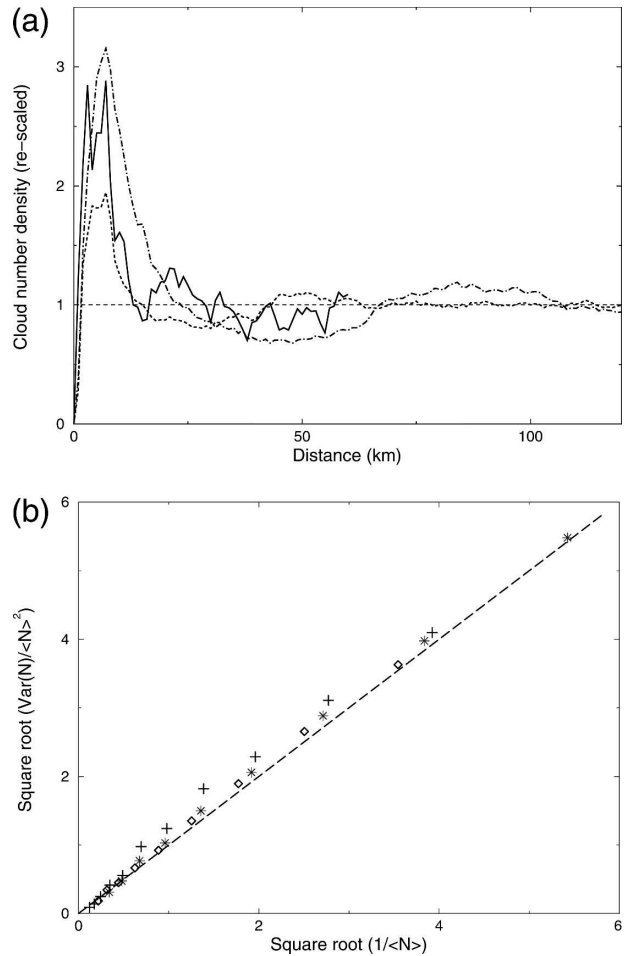 (a)
Cloud number density (re-scaled)
3
2
1
0
0 50 100
Distance (km)
(b)
Square root (Var(N)/<N>²)
6
4
2
0
0 2 4 6
Square root (1/<N>)